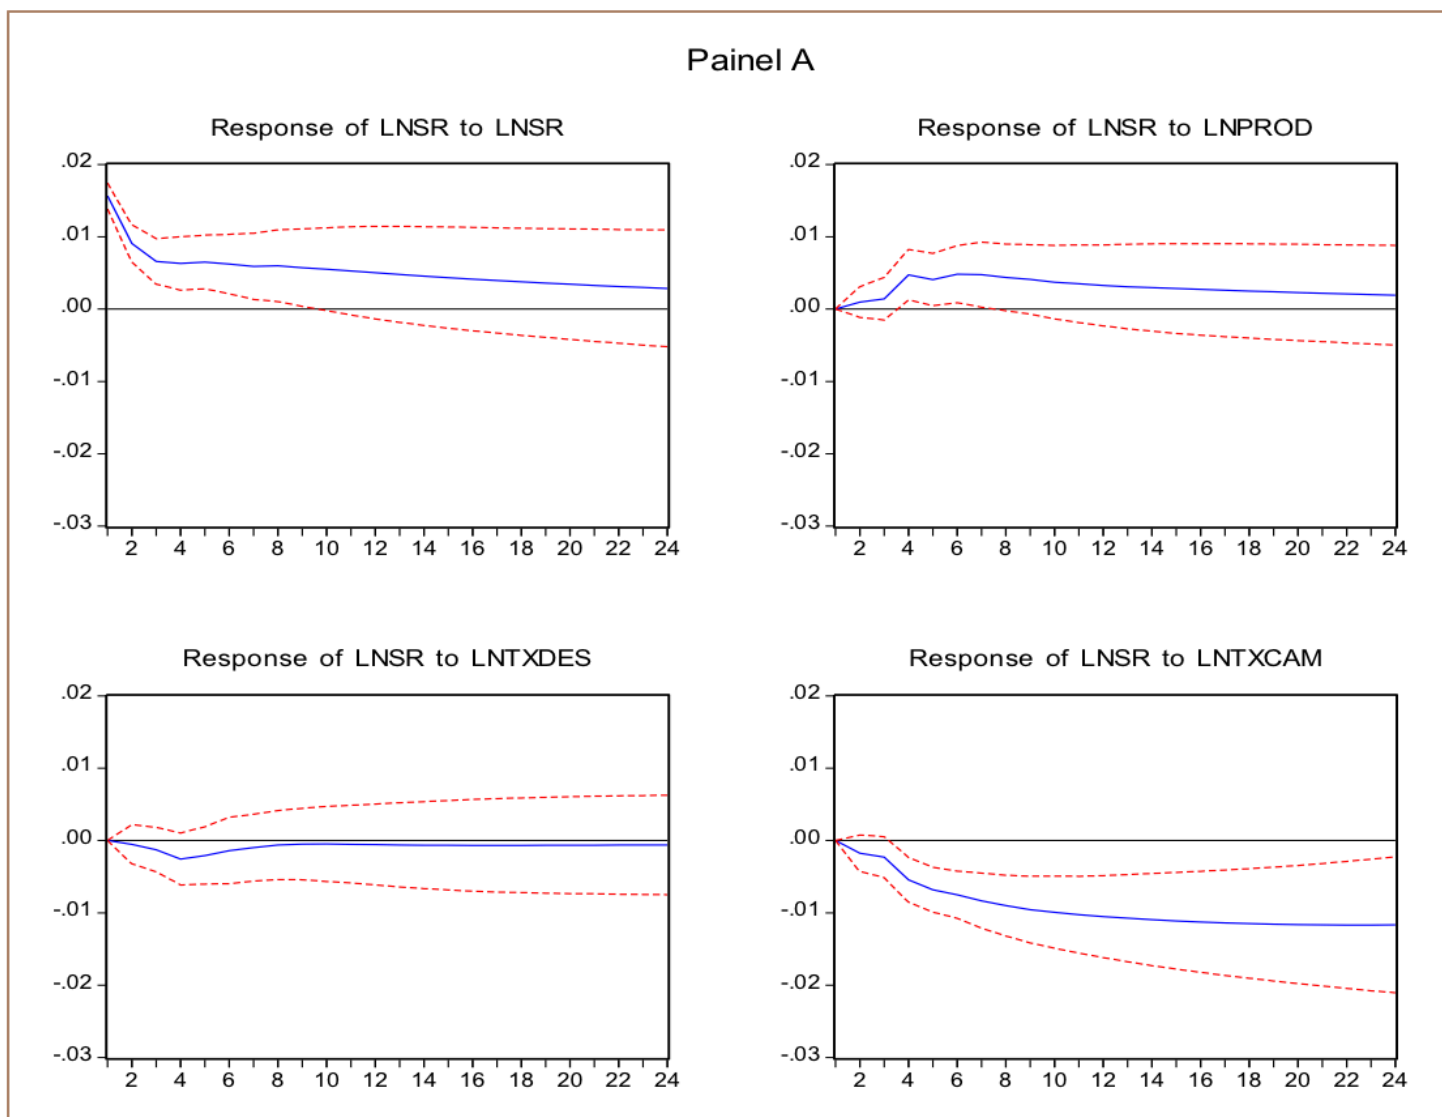 Painel A
Response of LNSR to LNSR
.02
.01
.00
-.01
-.02
-.03
2 4 6 8 10 12 14 16 18 20 22 24
Response of LNSR to LNPROD
.02
.01
.00
-.01
-.02
-.03
2 4 6 8 10 12 14 16 18 20 22 24
Response of LNSR to LNTXDES
.02
.01
.00
-.01
-.02
-.03
2 4 6 8 10 12 14 16 18 20 22 24
Response of LNSR to LNTXCAM
.02
.01
.00
-.01
-.02
-.03
2 4 6 8 10 12 14 16 18 20 22 24